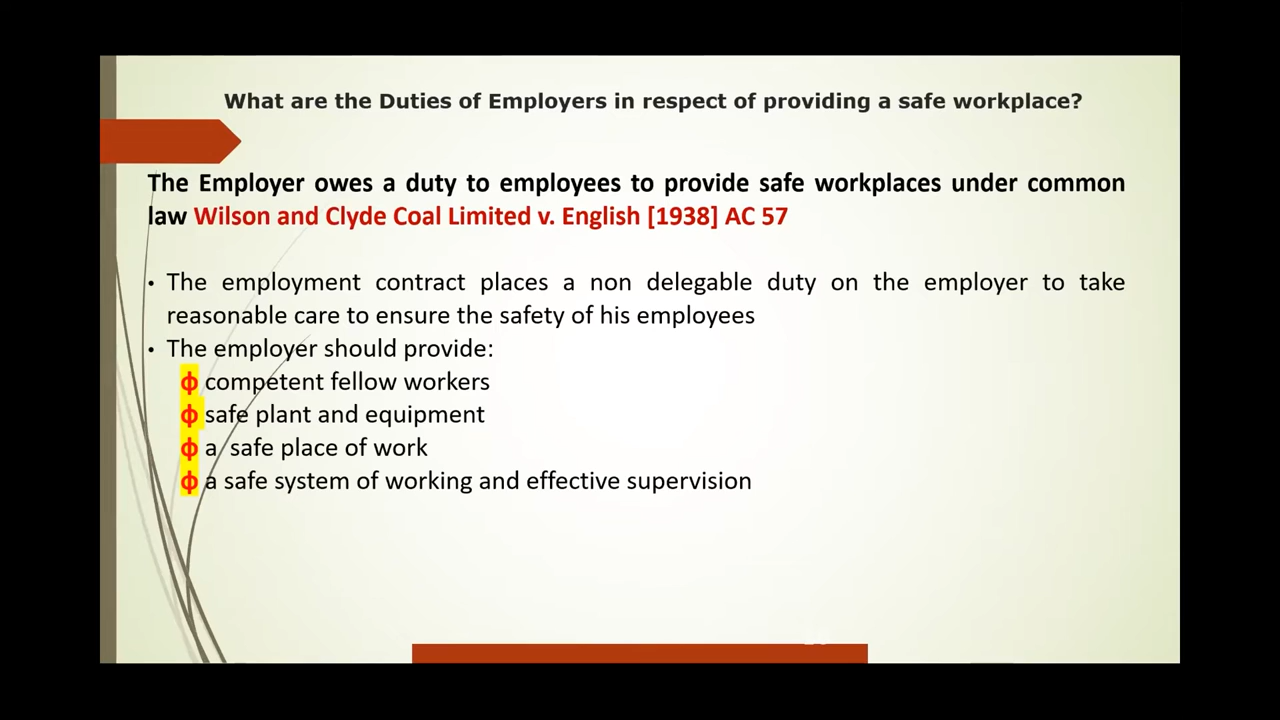 What are the Duties of Employers in respect of providing a safe workplace?
The Employer owes a duty to employees to provide safe workplaces under common
law Wilson and Clyde Coal Limited v. English [1938] AC 57
• The employment contract places a non delegable duty on the employer to take
reasonable care to ensure the safety of his employees
• The employer should provide:
ф competent fellow workers
ф safe plant and equipment
ф a safe place of work
ф a safe system of working and effective supervision